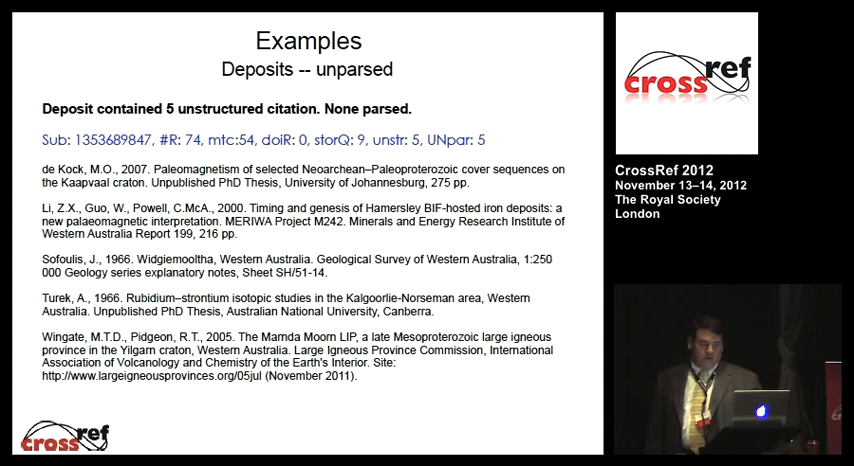 Examples
Deposits -- unparsed
Deposit contained 5 unstructured citation. None parsed.
Sub: 1353689847, #R: 74, mtc:54, doiR: 0, storQ: 9, unstr: 5, UNpar: 5
de Kock, M.O., 2007. Paleomagnetism of selected Neoarchean–Paleoproterozoic cover sequences on
the Kaapvaal craton. Unpublished PhD Thesis, University of Johannesburg, 275 pp.
Li, Z.X., Guo, W., Powell, C.McA., 2000. Timing and genesis of Hamersley BIF-hosted iron deposits: a
new palaeomagnetic interpretation. MERIWA Project M242. Minerals and Energy Research Institute of
Western Australia Report 199, 216 pp.
Sofoulis, J., 1966. Widgiemooltha, Western Australia. Geological Survey of Western Australia, 1:250
000 Geology series explanatory notes, Sheet SH/51-14.
Turek, A., 1966. Rubidium–strontium isotopic studies in the Kalgoorlie-Norseman area, Western
Australia. Unpublished PhD Thesis, Australian National University, Canberra.
Wingate, M.T.D., Pidgeon, R.T., 2005. The Marnda Moorn LIP, a late Mesoproterozoic large igneous
province in the Yilgarn craton, Western Australia. Large Igneous Province Commission, International
Association of Volcanology and Chemistry of the Earth's Interior. Site:
http://www.largeigneousprovinces.org/05jul (November 2011).
crossref
crossref
CrossRef 2012
November 13–14, 2012
The Royal Society
London